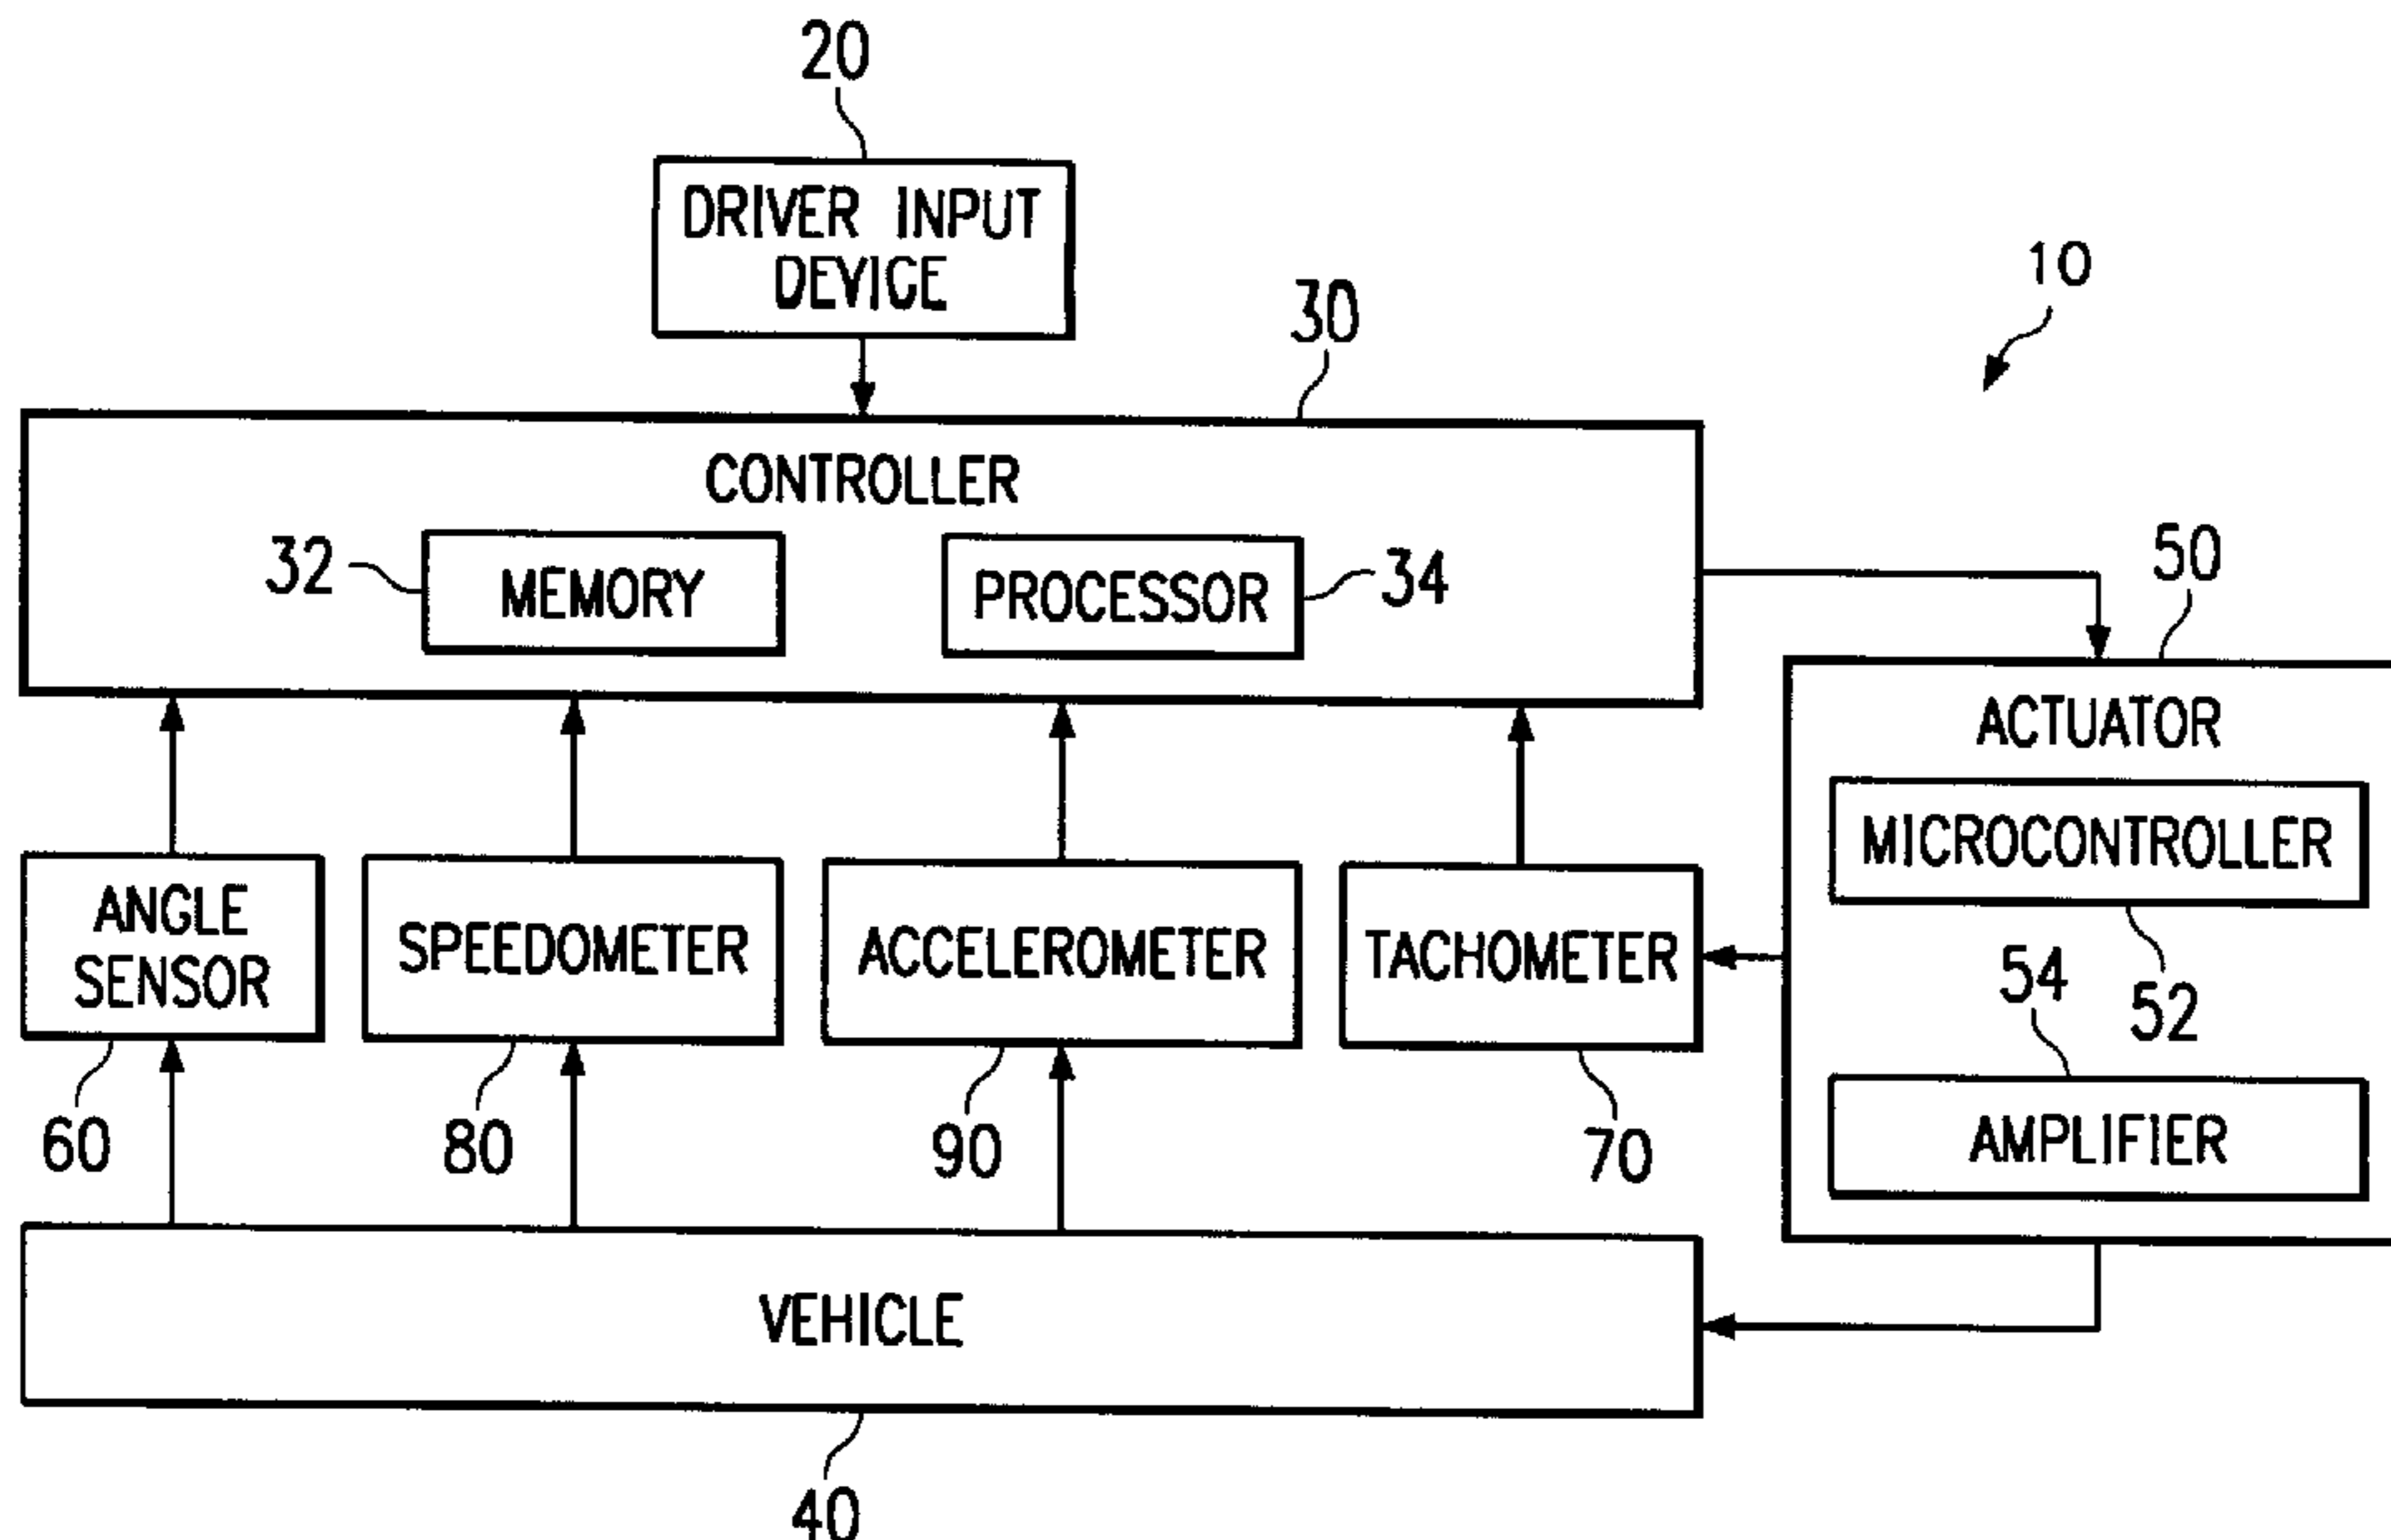 20
DRIVER INPUT
DEVICE
10
30
CONTROLLER
32
MEMORY
PROCESSOR
34
50
ACTUATOR
MICROCONTROLLER
52
54
AMPLIFIER
ANGLE
SENSOR
SPEEDOMETER
ACCELEROMETER
TACHOMETER
60
80
90
70
VEHICLE
40